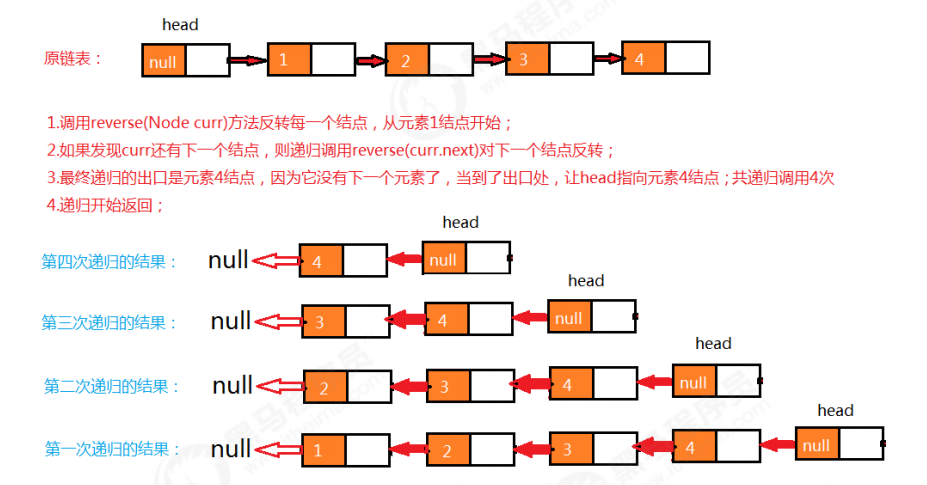 head
原链表： null 1 2 3 4
1.调用reverse(Node curr)方法反转每一个结点，从元素1结点开始；
2.如果发现curr还有下一个结点，则递归调用reverse(curr.next)对下一个结点反转；
3.最终递归的出口是元素4结点，因为它没有下一个元素了，当到了出口处，让head指向元素4结点；共递归调用4次
4.递归开始返回；
head
第四次递归的结果： null 4 null
head
第三次递归的结果： null 3 4 null
head
第二次递归的结果： null 2 3 4 null
head
第一次递归的结果： null 1 2 3 4 null